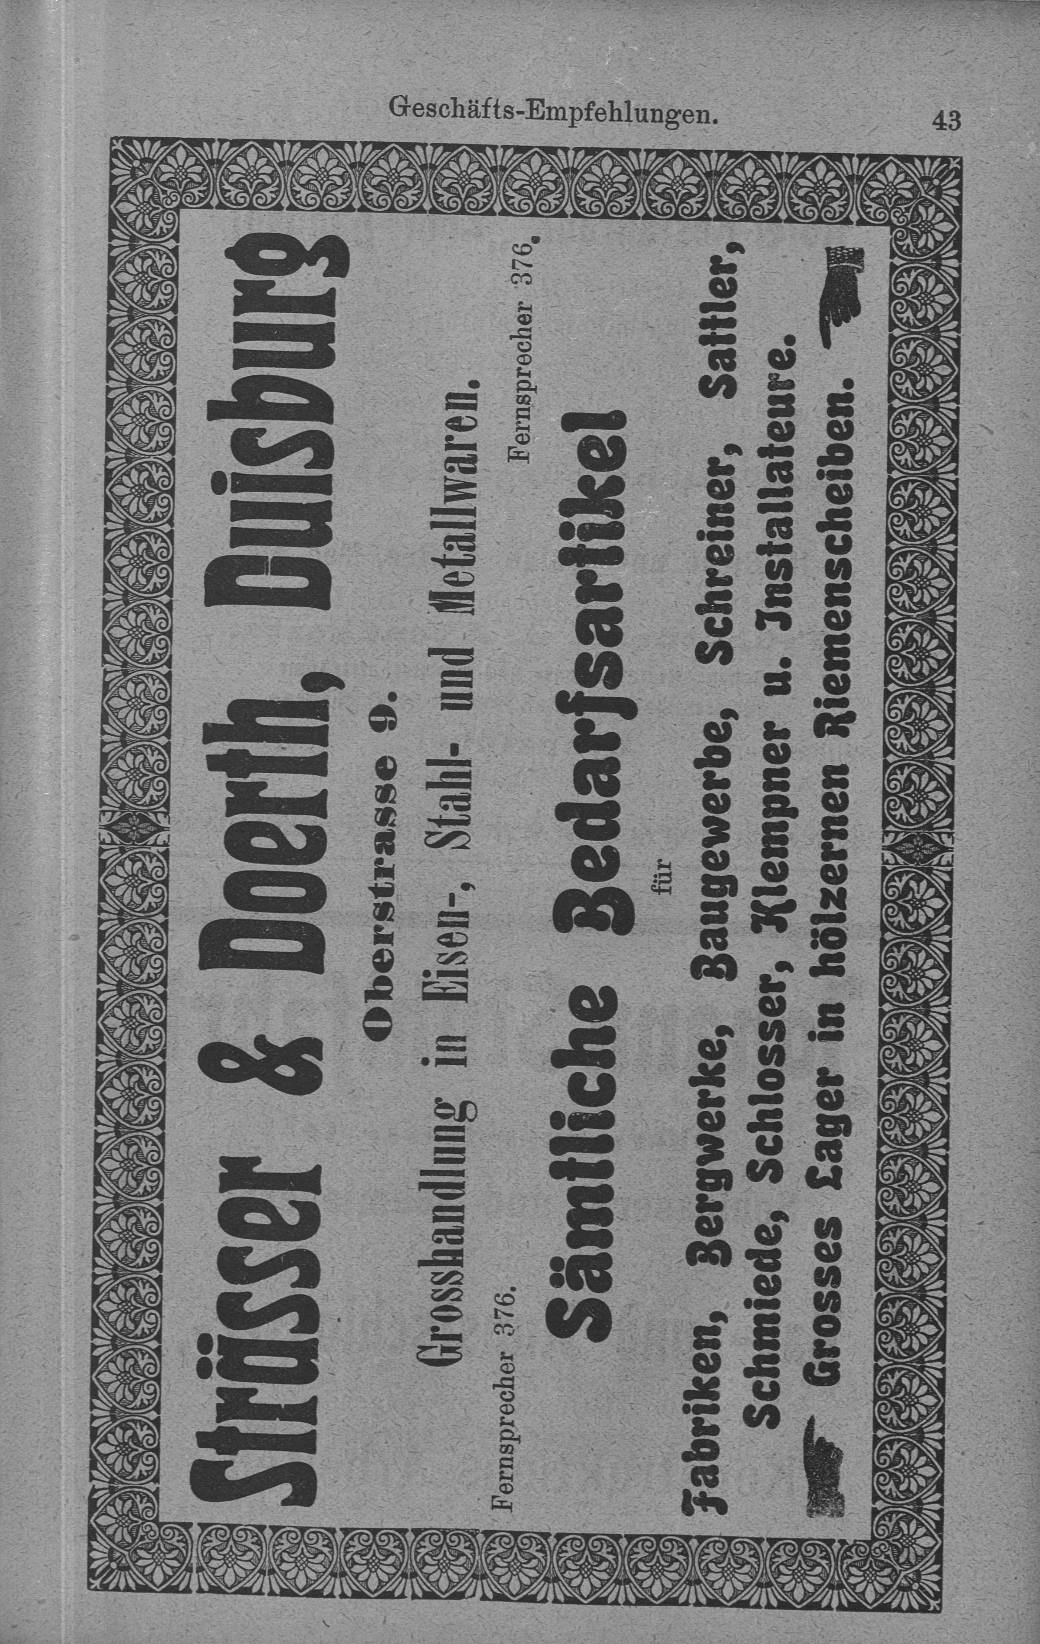 Geschäfts-Empfehlungen.
43
Strässer & Doerth, Duisburg
Oberstrasse 9.
Grosshandlung in Eisen-, Stahl- und Metallwaren.
Fernsprecher 376.
Fernsprecher 376.
Sämtliche Bedarfsartikel
für
Fabriken, Bergwerke, Baugewerbe, Schreiner, Sattler,
Schmiede, Schlosser, Klempner u. Installateure.
Grosses Lager in hölzernen Riemenscheiben.